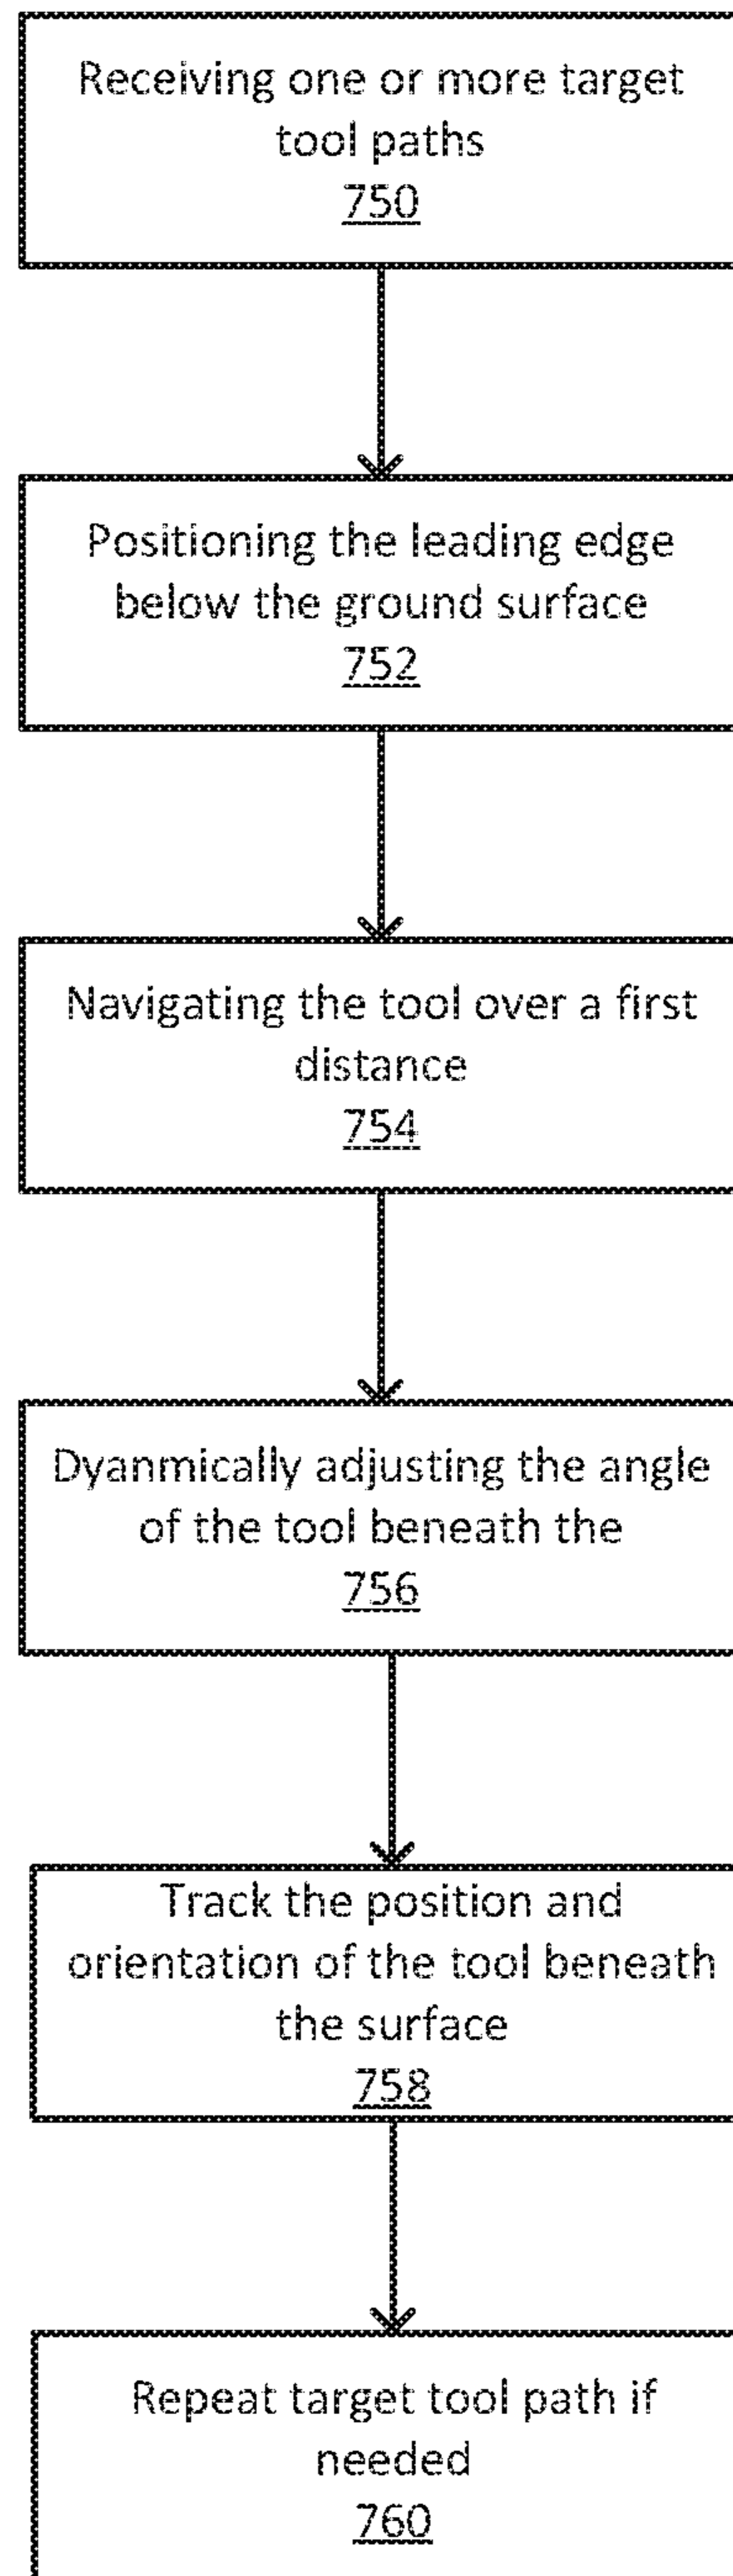 Receiving one or more target
tool paths
750
Positioning the leading edge
below the ground surface
752
Navigating the tool over a first
distance
754
Dyanmically adjusting the angle
of the tool beneath the
756
Track the position and
orientation of the tool beneath
the surface
758
Repeat target tool path if
needed
760